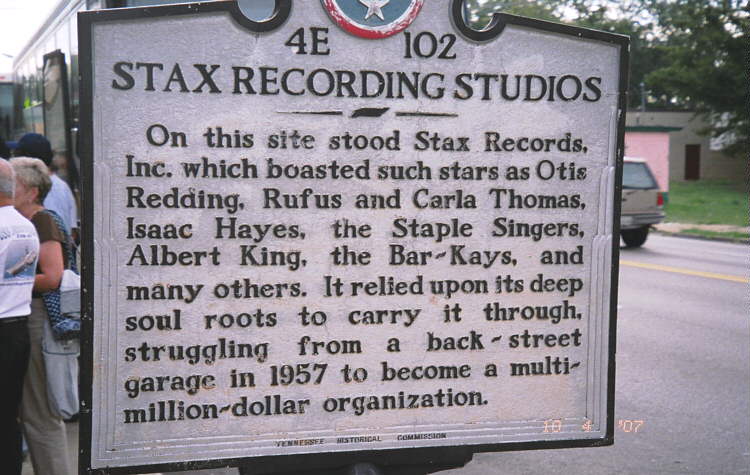 4E 102
STAX RECORDING STUDIOS
On this site stood Stax Records,
Inc. which boasted such stars as Otis
Redding, Rufus and Carla Thomas,
Isaac Hayes, the Staple Singers,
Albert King, the Bar-Kays, and
many others. It relied upon its deep
soul roots to carry it through,
struggling from a back-street
garage in 1957 to become a multi-
million-dollar organization.
TENNESSEE HISTORICAL COMMISSION
10 4 '07